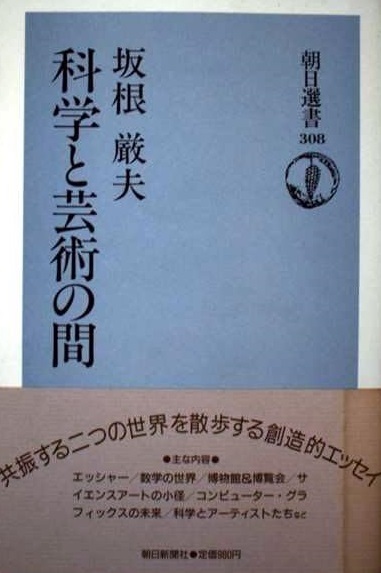 朝日選書
308
坂根 厳夫
科学と芸術の間
共振する二つの世界を散歩する創造的エッセイ
●主な内容●
エッシャー/数学の世界/博物館&博覧会/サ
イエンスアートの小径/コンピューター・グラ
フィックスの未来/科学とアーティストたちなど
朝日新聞社●定価980円